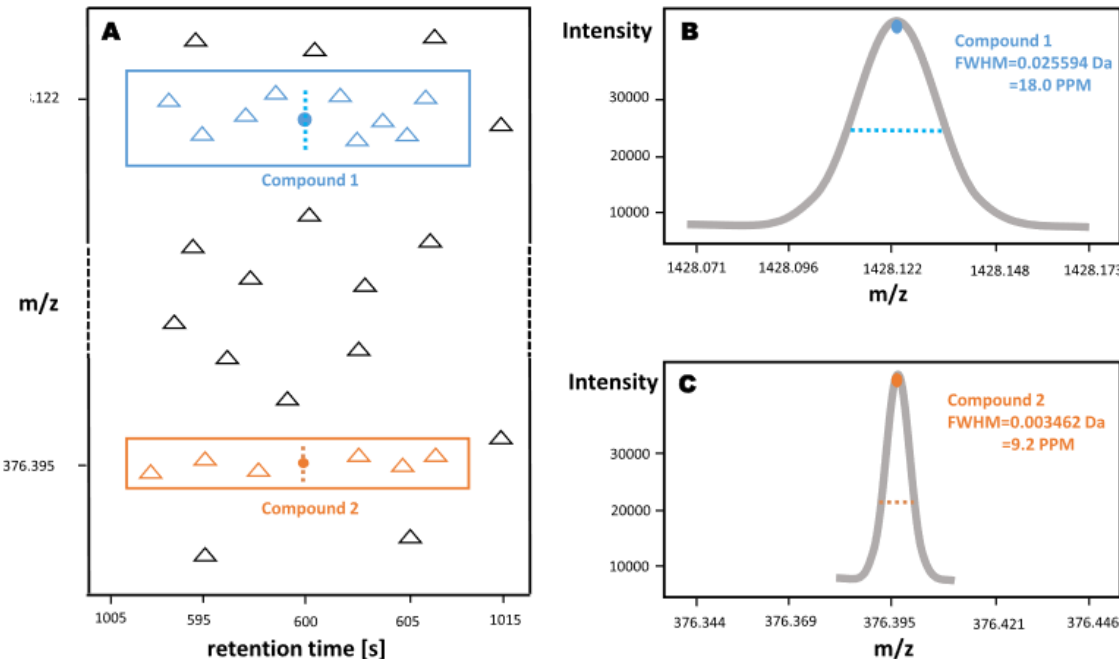 A
:.122
Compound 1
m/z
376.395
Compound 2
1005 595 600 605 1015
retention time [s]
Intensity
B
Compound 1
FWHM=0.025594 Da
=18.0 PPM
30000
20000
10000
1428.071 1428.096 1428.122 1428.148 1428.173
m/z
Intensity
C
Compound 2
FWHM=0.003462 Da
=9.2 PPM
30000
20000
10000
376.344 376.369 376.395 376.421 376.446
m/z